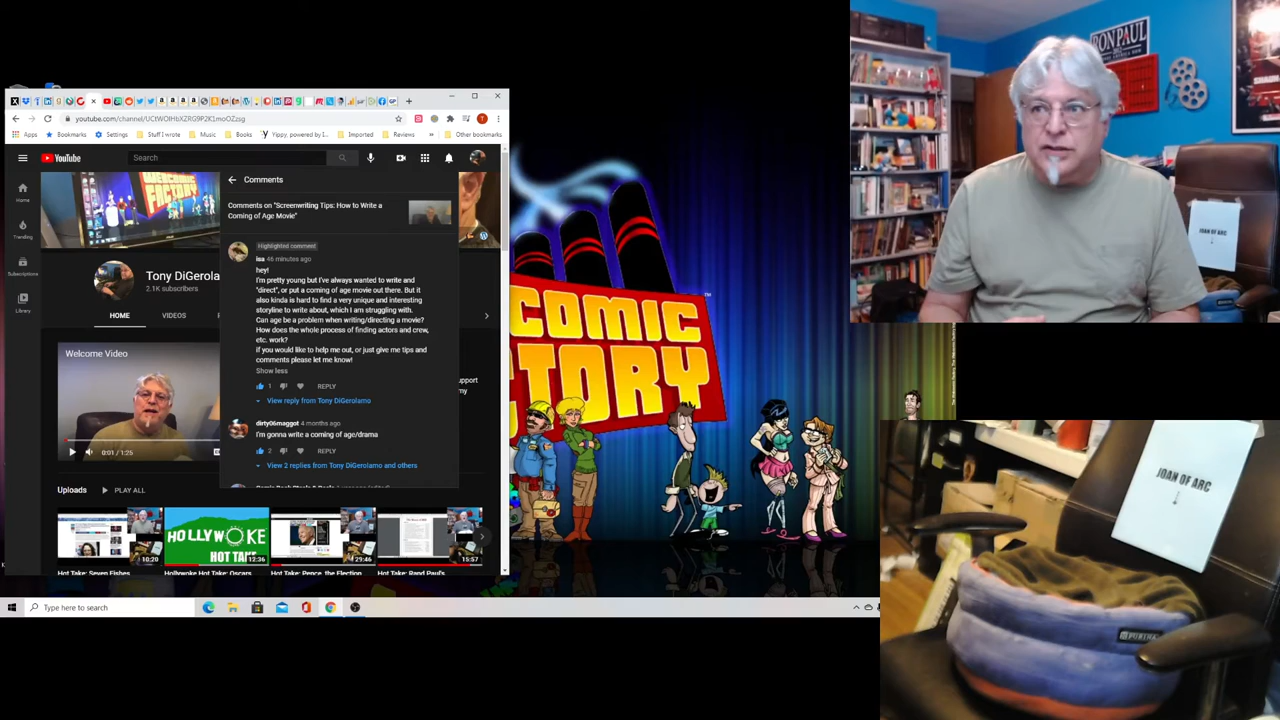 youtube.com/channel/UCtWOlHbXZRG9P2K1moOZzsg
Apps
Bookmarks
Settings
Stuff I wrote
Music
Books
Yippy, powered by I...
Imported
Reviews
Other bookmarks
YouTube
Search
Home
Trending
Subscriptions
Library
Tony DiGerola
2.1K subscribers
HOME
VIDEOS
Comments
Comments on "Screenwriting Tips: How to Write a
Coming of Age Movie"
Highlighted comment
isa 46 minutes ago
hey!
I'm pretty young but I've always wanted to write and
"direct", or put a coming of age movie out there. But it
also kinda is hard to find a very unique and interesting
storyline to write about, which I am struggling with.
Can age be a problem when writing/directing a movie?
How does the whole process of finding actors and crew,
etc. work?
if you would like to help me out, or just give me tips and
comments please let me know!
Show less
1
REPLY
View reply from Tony DiGerolamo
dirty06maggot 4 months ago
I'm gonna write a coming of age/drama
2
REPLY
View 2 replies from Tony DiGerolamo and others
Welcome Video
0:01 / 1:25
Uploads
PLAY ALL
1:10:20
HOLLYWOKE
HOT TAKE
12:36
29:46
15:57
Hot Take: Seven Fishes
Hollywoke Hot Take: Oscars
Hot Take: Pence, the Election
Hot Take: Rand Paul's
COMIC
CTORY
™
Type here to search
RON PAUL
JOAN OF ARC
JOAN OF ARC
PURINA